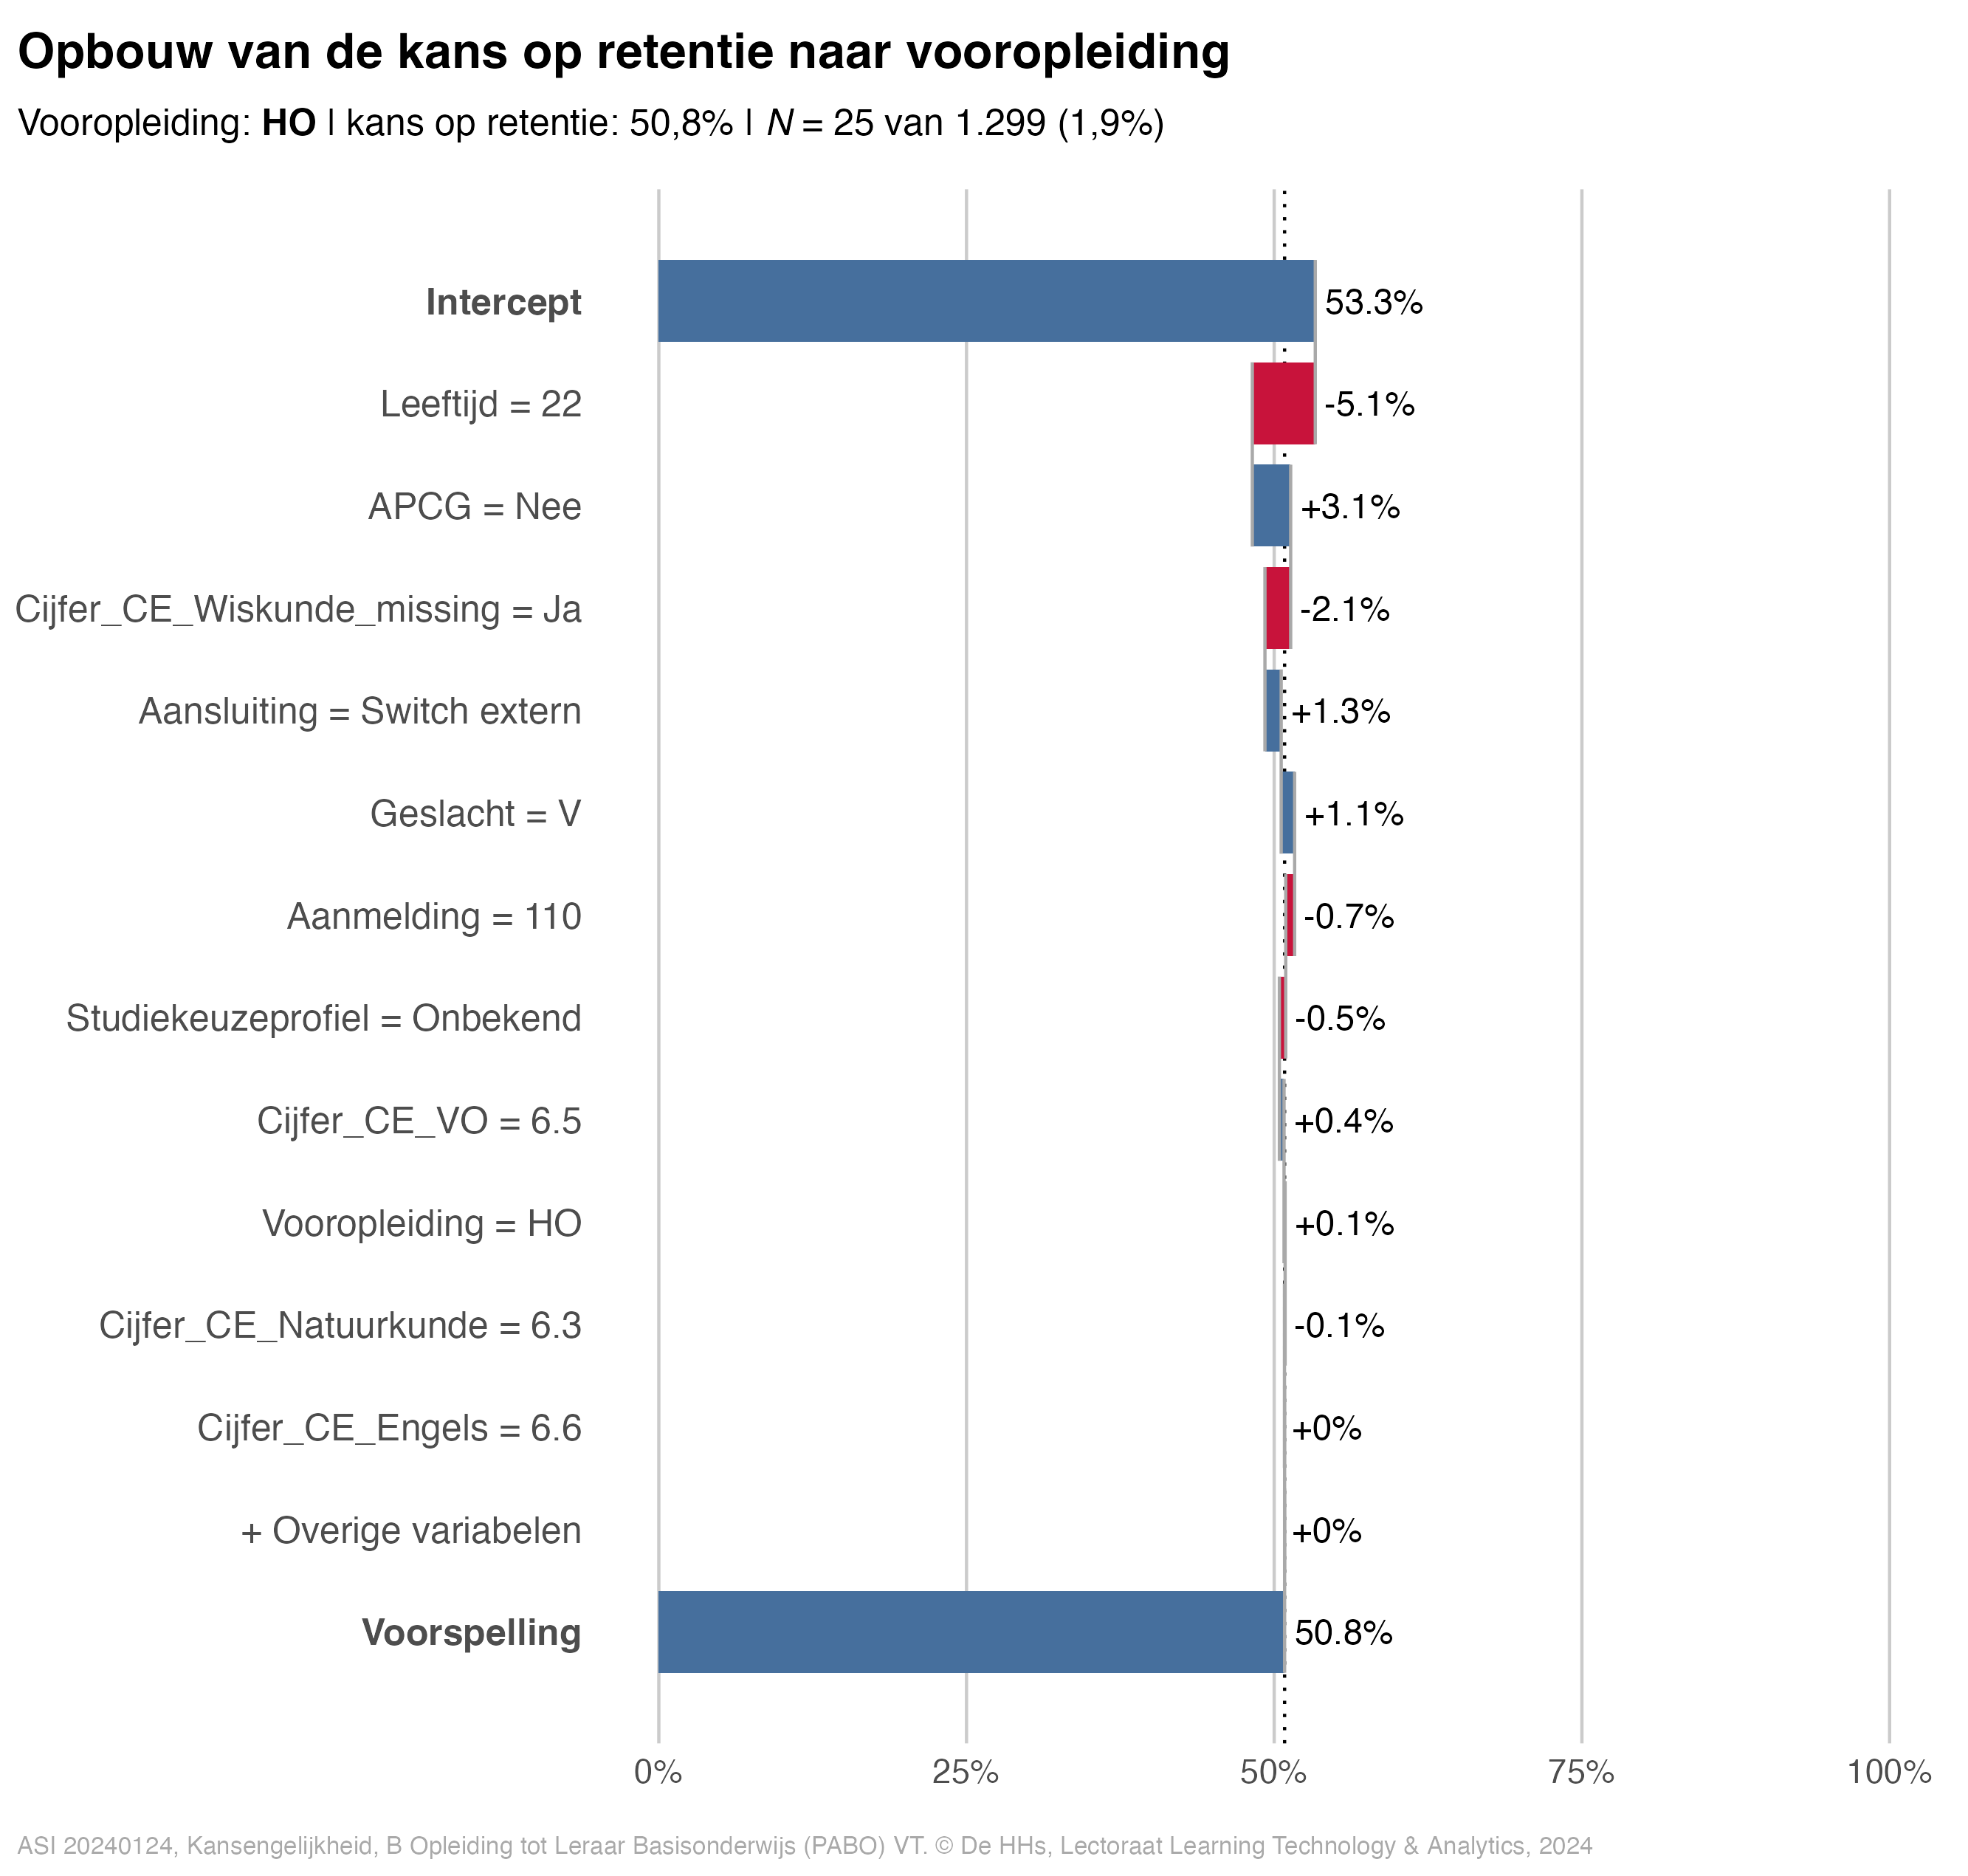 Opbouw van de kans op retentie naar vooropleiding
Vooropleiding: HO | kans op retentie: 50,8% | N = 25 van 1.299 (1,9%)
Intercept 53.3%
Leeftijd = 22 -5.1%
APCG = Nee +3.1%
Cijfer_CE_Wiskunde_missing = Ja -2.1%
Aansluiting = Switch extern +1.3%
Geslacht = V +1.1%
Aanmelding = 110 -0.7%
Studiekeuzeprofiel = Onbekend -0.5%
Cijfer_CE_VO = 6.5 +0.4%
Vooropleiding = HO +0.1%
Cijfer_CE_Natuurkunde = 6.3 -0.1%
Cijfer_CE_Engels = 6.6 +0%
+ Overige variabelen +0%
Voorspelling 50.8%
0% 25% 50% 75% 100%
ASI 20240124, Kansengelijkheid, B Opleiding tot Leraar Basisonderwijs (PABO) VT. © De HHs, Lectoraat Learning Technology & Analytics, 2024